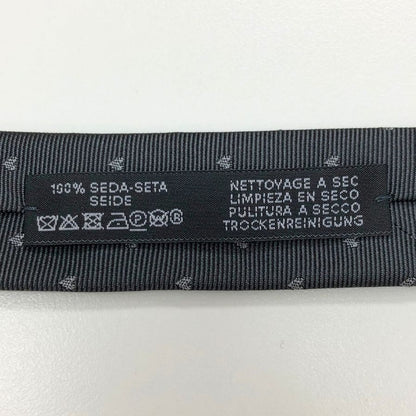 100% SEDA-SETA
SEIDE
NETTOYAGE A SEC
LIMPIEZA EN SECO
PULITURA A SECCO
TROCKENREINIGUNG
P
®